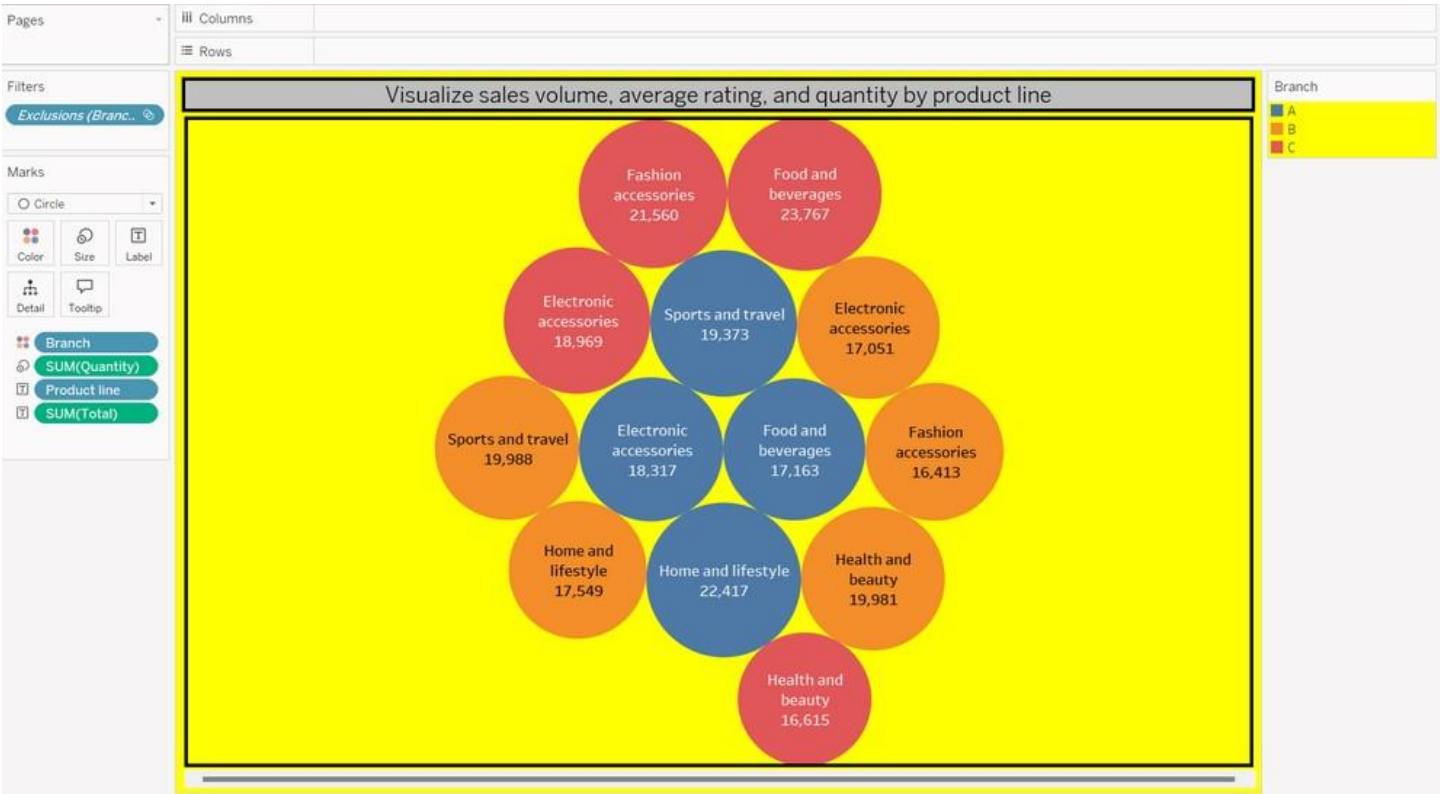 Pages
Columns
Rows
Filters
Exclusions (Branc..
Marks
Circle
Color
Size
Label
Detail
Tooltip
Branch
SUM(Quantity)
Product line
SUM(Total)
Visualize sales volume, average rating, and quantity by product line
Fashion
accessories
21,560
Food and
beverages
23,767
Electronic
accessories
18,969
Sports and travel
19,373
Electronic
accessories
17,051
Sports and travel
19,988
Electronic
accessories
18,317
Food and
beverages
17,163
Fashion
accessories
16,413
Home and
lifestyle
17,549
Home and lifestyle
22,417
Health and
beauty
19,981
Health and
beauty
16,615
Branch
A
B
C